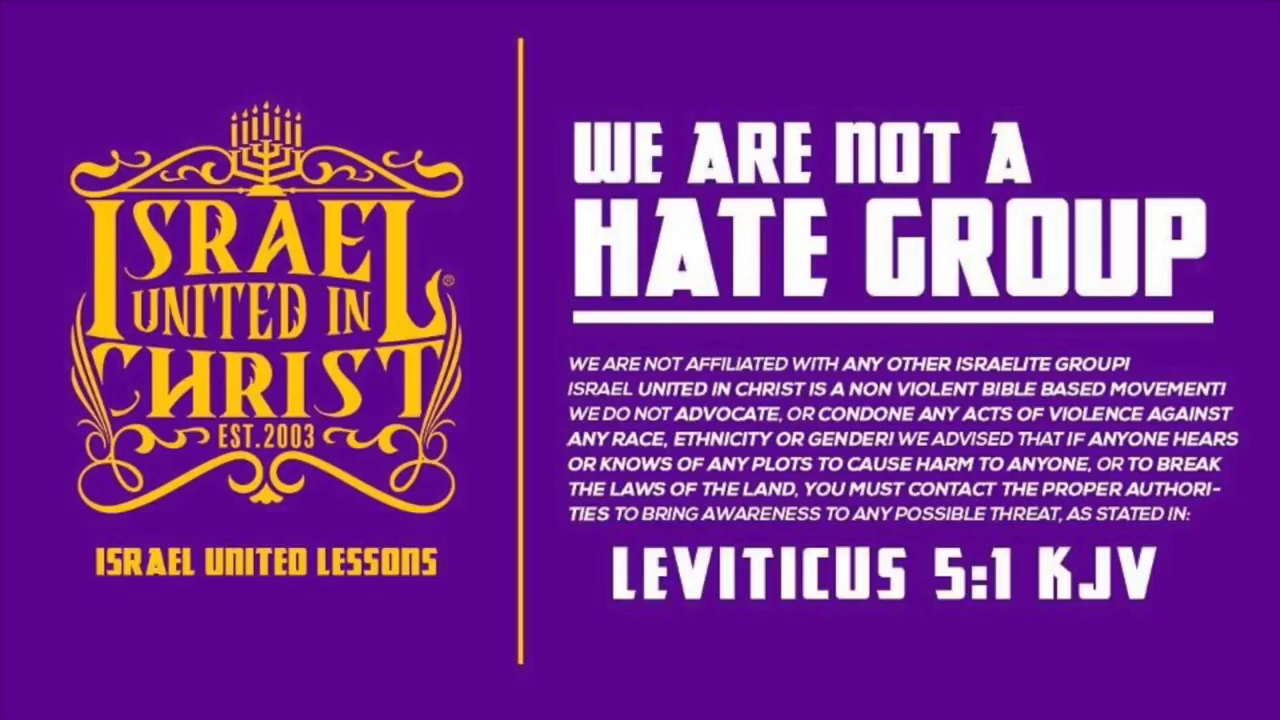 ISRAEL
UNITED IN
CHRIST
EST.2003
ISRAEL UNITED LESSONS
WE ARE NOT A
HATE GROUP
WE ARE NOT AFFILIATED WITH ANY OTHER ISRAELITE GROUP!
ISRAEL UNITED IN CHRIST IS A NON VIOLENT BIBLE BASED MOVEMENT!
WE DO NOT ADVOCATE, OR CONDONE ANY ACTS OF VIOLENCE AGAINST
ANY RACE, ETHNICITY OR GENDER! WE ADVISED THAT IF ANYONE HEARS
OR KNOWS OF ANY PLOTS TO CAUSE HARM TO ANYONE, OR TO BREAK
THE LAWS OF THE LAND, YOU MUST CONTACT THE PROPER AUTHORI-
TIES TO BRING AWARENESS TO ANY POSSIBLE THREAT, AS STATED IN:
LEVITICUS 5:1 KJV